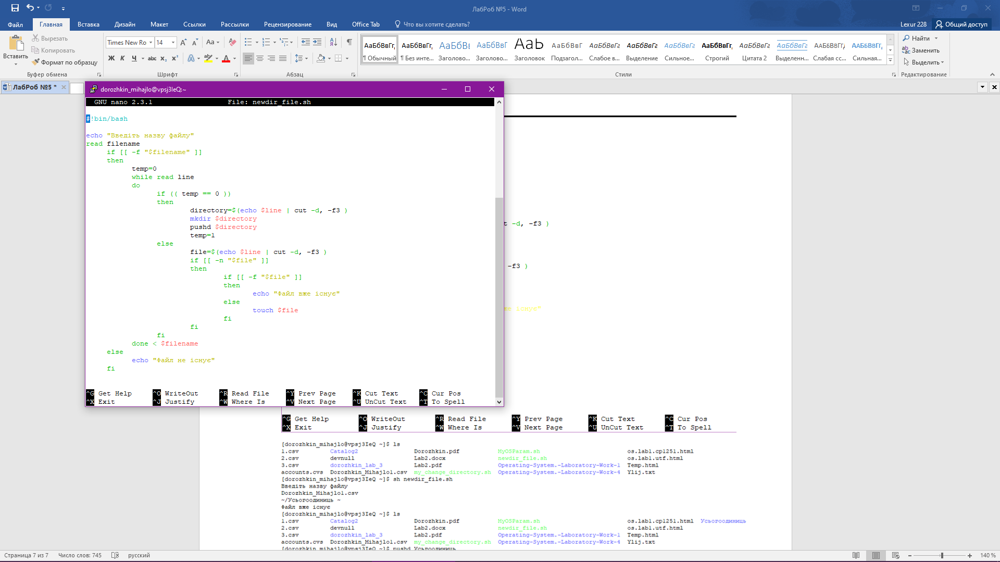 ЛабРоб №5 - Word
Файл Главная Вставка Дизайн Макет Ссылки Рассылки Рецензирование Вид Office Tab Что вы хотите сделать? Lexur 228 Общий доступ
Вставить
Вырезать
Копировать
Формат по образцу
Буфер обмена
Times New Ro 14
Ж К Ч abc
Шрифт
Абзац
АаБбВвГг, АаБбВвГг, АаБбВі АаБбВвГ Aab АаБбВвГ АаБбВвГг АаБбВвГг АаБбВвГг АаБбВвГг, АаБбВвГг АаБбВвГг ААБбВвГг, ААБбВвГг,
¶ Обычный ¶ Без инте... Заголово... Заголово... Заголовок Подзагол... Слабое в... Выделение Сильное... Строгий Цитата 2 Выделенн... Слабая сс... Сильная...
Стили
Найти
Заменить
Выделить
Редактирование
ЛабРоб №5 *
dorozhkin_mihajlo@vpsj3IeQ:~
GNU nano 2.3.1 File: newdir_file.sh
#!bin/bash
echo "Введіть назву файлу"
read filename
if [[ -f "$filename" ]]
then
temp=0
while read line
do
if (( temp == 0 ))
then
directory=$(echo $line | cut -d, -f3 )
mkdir $directory
pushd $directory
temp=1
else
file=$(echo $line | cut -d, -f3 )
if [[ -n "$file" ]]
then
if [[ -f "$file" ]]
then
echo "Файл вже існує"
else
touch $file
fi
fi
fi
done < $filename
else
echo "Файл не існує"
fi
^G Get Help ^O WriteOut ^R Read File ^Y Prev Page ^K Cut Text ^C Cur Pos
^X Exit ^J Justify ^W Where Is ^V Next Page ^U UnCut Text ^T To Spell
t -d, -f3 )
-f3 )
же існує"
^G Get Help ^O WriteOut ^R Read File ^Y Prev Page ^K Cut Text ^C Cur Pos
^X Exit ^J Justify ^W Where Is ^V Next Page ^U UnCut Text ^T To Spell
[dorozhkin_mihajlo@vpsj3IeQ ~]$ ls
1.csv Catalog2 Dorozhkin.pdf MyOSParam.sh os.lab1.cp1251.html
2.csv devnull Lab2.docx newdir_file.sh os.lab1.utf.html
3.csv dorozhkin_lab_3 Lab2.pdf Operating-System.-Laboratory-Work-1 Temp.html
accounts.cvs Dorozhkin_Mihajlo1.csv my_change_directory.sh Operating-System.-Laboratory-Work-4 Ylij.txt
[dorozhkin_mihajlo@vpsj3IeQ ~]$ sh newdir_file.sh
Введіть назву файлу
Dorozhkin_Mihajlo1.csv
~/Усьогоодиниць ~
Файл вже існує
[dorozhkin_mihajlo@vpsj3IeQ ~]$ ls
1.csv Catalog2 Dorozhkin.pdf MyOSParam.sh os.lab1.cp1251.html Усьогоодиниць
2.csv devnull Lab2.docx newdir_file.sh os.lab1.utf.html
3.csv dorozhkin_lab_3 Lab2.pdf Operating-System.-Laboratory-Work-1 Temp.html
accounts.cvs Dorozhkin_Mihajlo1.csv my_change_directory.sh Operating-System.-Laboratory-Work-4 Ylij.txt
[dorozhkin_mihajlo@vpsj3IeQ ~]$ pushd Усьогоодиниць
Страница 7 из 7 Число слов: 745 русский 140 %